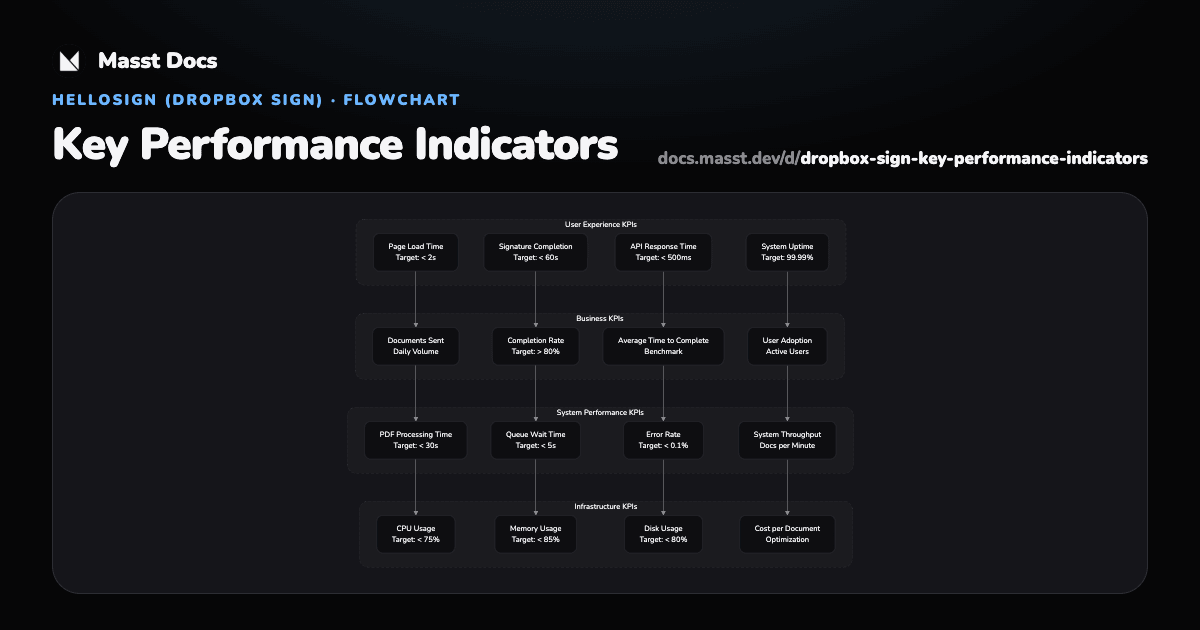 Masst Docs
HELLOSIGN (DROPBOX SIGN) · FLOWCHART
Key Performance Indicators
docs.masst.dev/d/dropbox-sign-key-performance-indicators
User Experience KPIs
Page Load Time
Target: < 2s
Signature Completion
Target: < 60s
API Response Time
Target: < 500ms
System Uptime
Target: 99.99%
Business KPIs
Documents Sent
Daily Volume
Completion Rate
Target: > 80%
Average Time to Complete
Benchmark
User Adoption
Active Users
System Performance KPIs
PDF Processing Time
Target: < 30s
Queue Wait Time
Target: < 5s
Error Rate
Target: < 0.1%
System Throughput
Docs per Minute
Infrastructure KPIs
CPU Usage
Target: < 75%
Memory Usage
Target: < 85%
Disk Usage
Target: < 80%
Cost per Document
Optimization